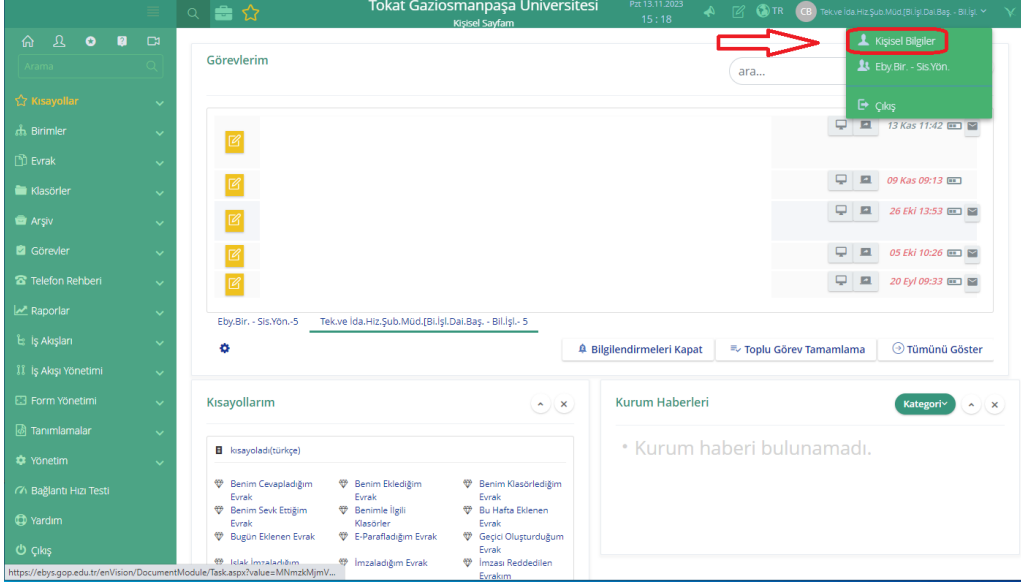 Tokat Gaziosmanpaşa Üniversitesi
Kişisel Sayfam
Pzt 13.11.2023
15 : 18
TR
CB
Tek.ve İda.Hiz.Şub.Müd.[Bi.İşl.Dai.Baş. - Bil.İşl.
Kişisel Bilgiler
Eby.Bir. - Sis.Yön.
Çıkış
Arama
Kısayollar
Birimler
Evrak
Klasörler
Arşiv
Görevler
Telefon Rehberi
Raporlar
İş Akışları
İş Akışı Yönetimi
Form Yönetimi
Tanımlamalar
Yönetim
Bağlantı Hızı Testi
Yardım
Çıkış
Görevlerim
ara...
13 Kas 11:42
09 Kas 09:13
26 Eki 13:53
05 Eki 10:26
20 Eyl 09:33
Eby.Bir. - Sis.Yön.-5
Tek.ve İda.Hiz.Şub.Müd.[Bi.İşl.Dai.Baş. - Bil.İşl.- 5
Bilgilendirmeleri Kapat
Toplu Görev Tamamlama
Tümünü Göster
Kısayollarım
kısayoladı(türkçe)
Benim Cevapladığım
Evrak
Benim Eklediğim
Evrak
Benim Klasörlediğim
Evrak
Benim Sevk Ettiğim
Evrak
Benimle İlgili
Klasörler
Bu Hafta Eklenen
Evrak
Bugün Eklenen Evrak
E-Parafladığım Evrak
Geçici Oluşturduğum
Evrak
Islak İmzaladığım
İmzaladığım Evrak
İmzası Reddedilen
Evrakım
Kurum Haberleri
Kategori
• Kurum haberi bulunamadı.
https://ebys.gop.edu.tr/enVision/DocumentModule/Task.aspx?value=MNmzkMjmV...